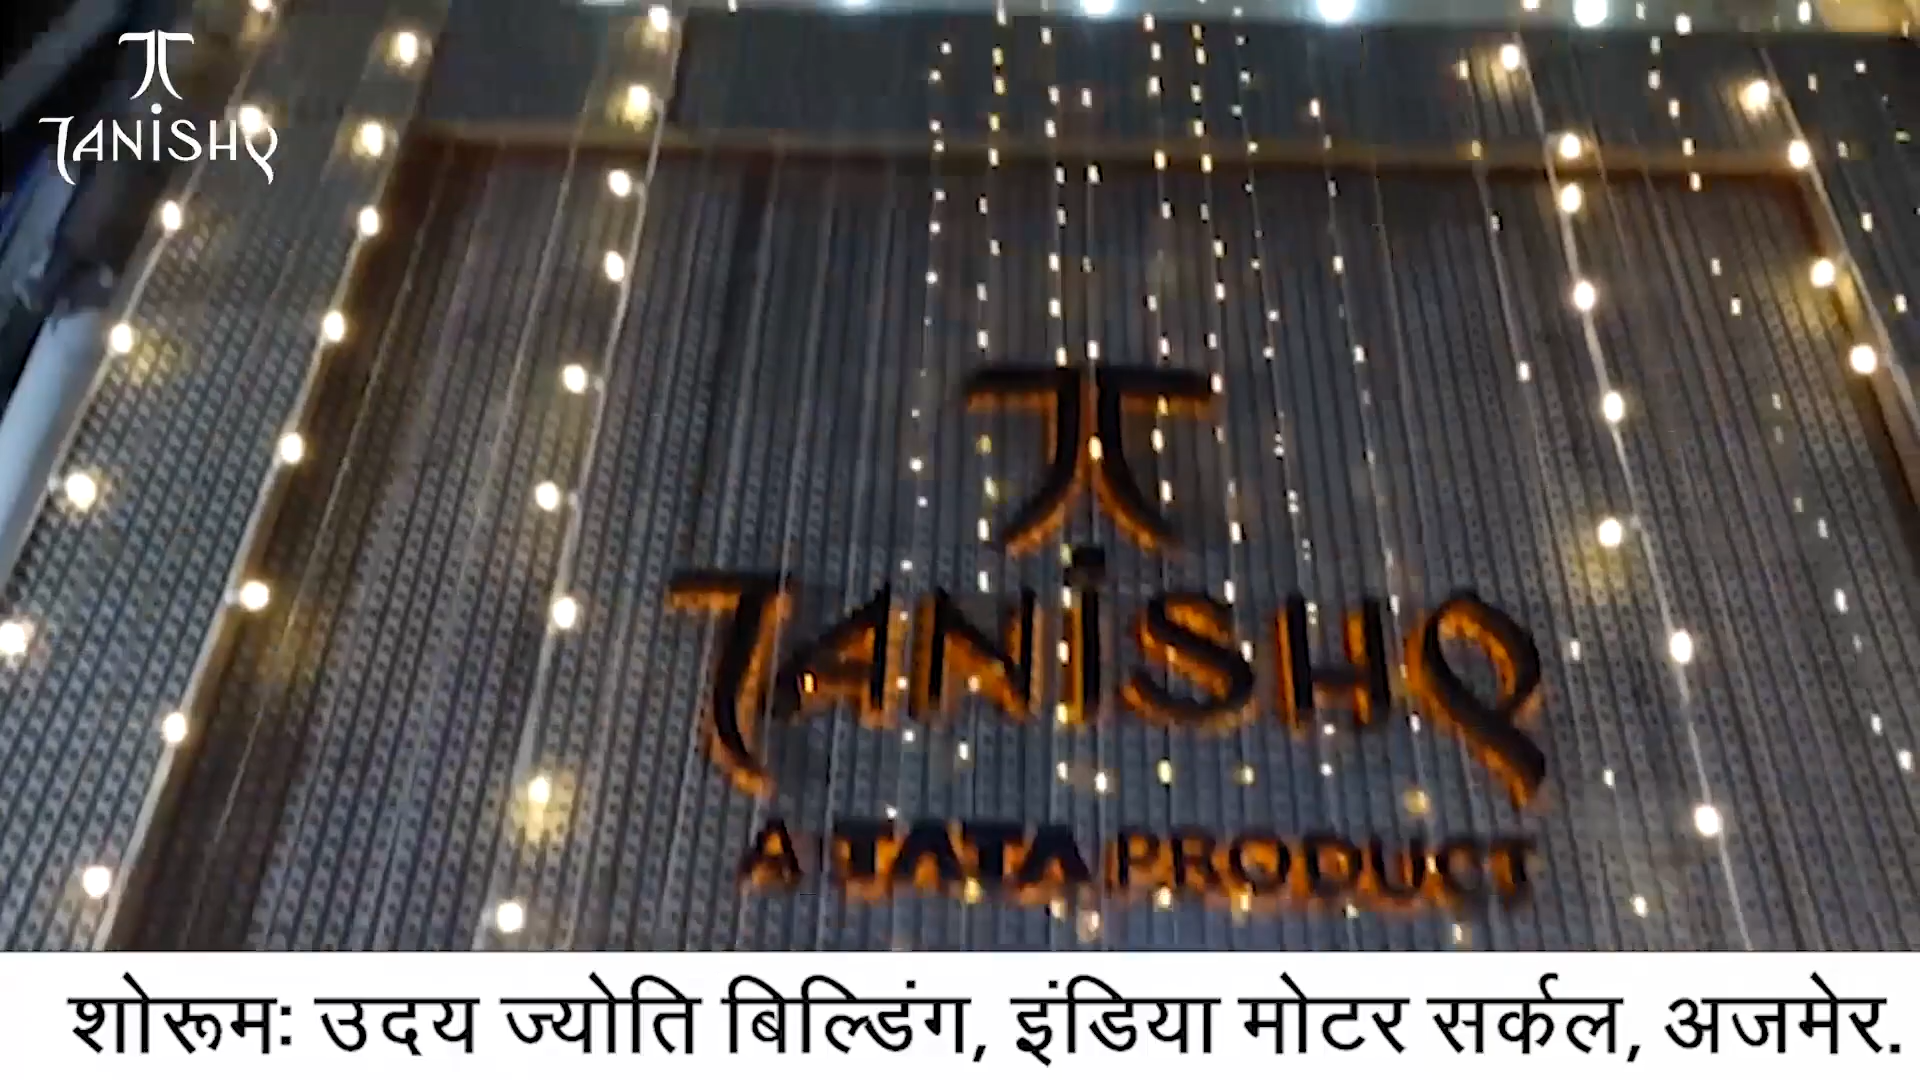 TANISHQ
TANISHQ
A TATA PRODUCT
शोरूमः उदय ज्योति बिल्डिंग, इंडिया मोटर सर्कल, अजमेर.